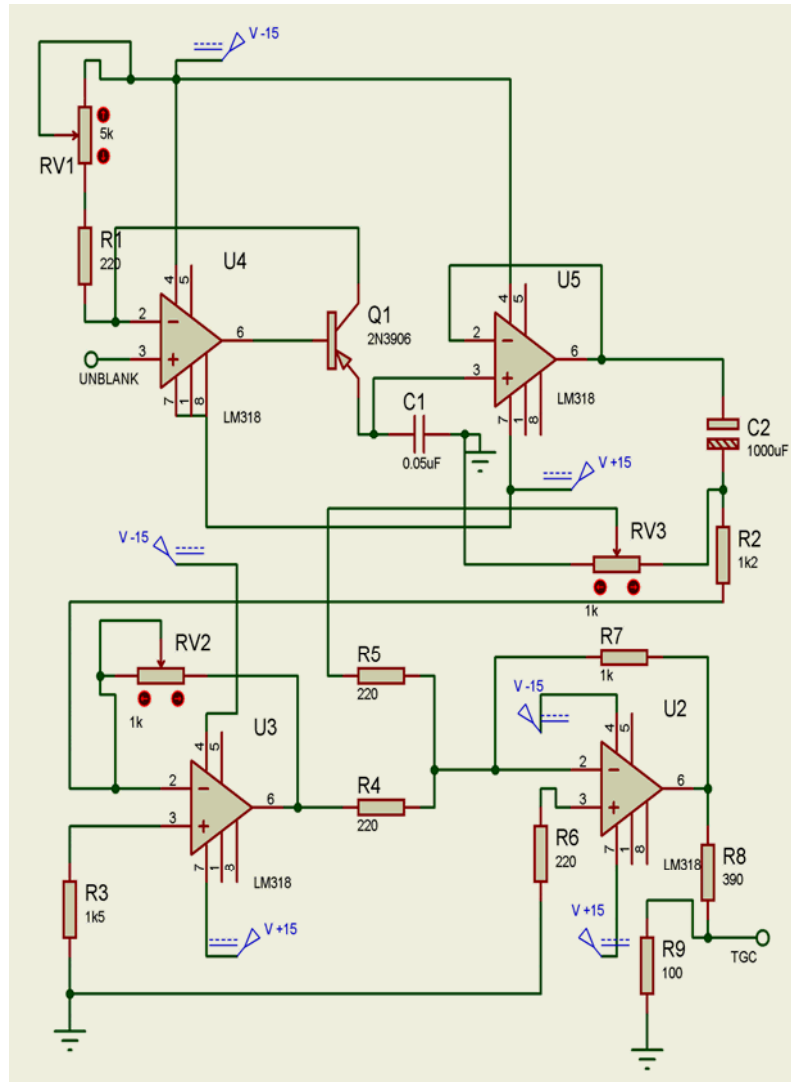 V -15
5k
RV1
R1
220
4
5
U4
2
6
3
UNBLANK
7
1
8
LM318
Q1
2N3906
4
5
U5
2
6
3
7
1
8
LM318
C1
0.05uF
C2
1000uF
V +15
RV3
1k
R2
1k2
V -15
RV2
1k
4
5
U3
2
6
3
7
1
8
LM318
V +15
R3
1k5
R5
220
R4
220
R7
1k
V -15
4
5
U2
2
6
3
7
1
8
LM318
R6
220
V +15
R8
390
R9
100
TGC